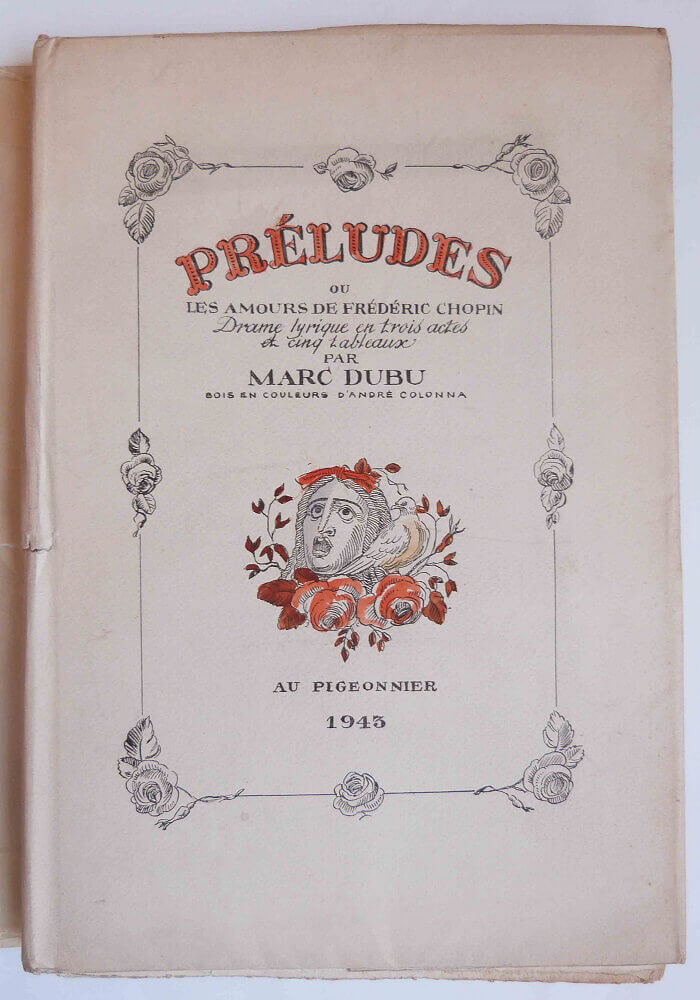 PRÉLUDES
OU
LES AMOURS DE FRÉDÉRIC CHOPIN
Drame lyrique en trois actes
et cinq tableaux
PAR
MARC DUBU
BOIS EN COULEURS D'ANDRÉ COLONNA
AU PIGEONNIER
1943